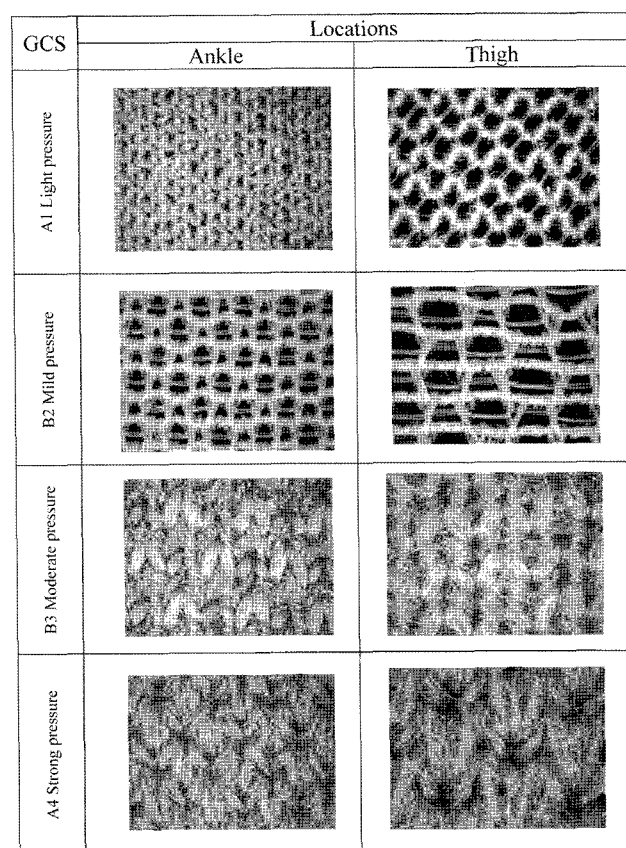 GCS
Locations
Ankle
Thigh
A1 Light pressure
B2 Mild pressure
B3 Moderate pressure
A4 Strong pressure